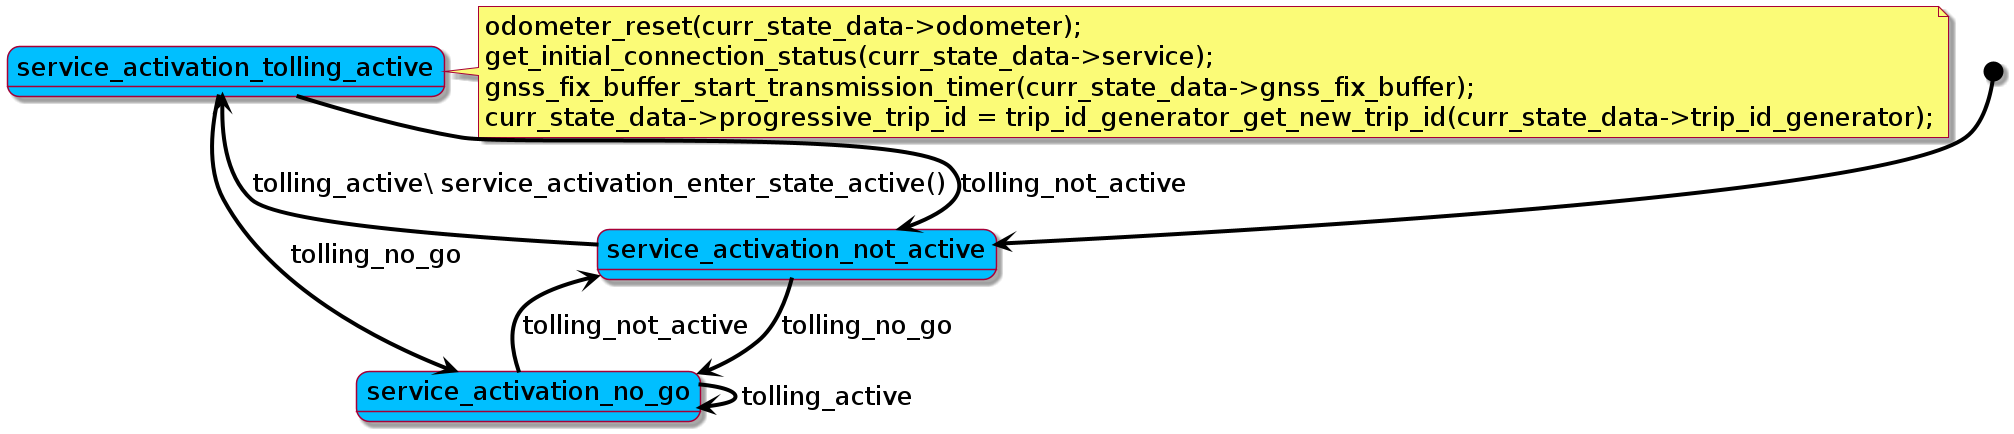 odometer_reset(curr_state_data->odometer);
service_activation_tolling_active
get_initial_connection_status(curr_state_data->service);
gnss_fix_buffer_start_transmission_timer(curr_state_data->gnss_fix_buffer);
curr_state_data->progressive_trip_id = trip_id_generator_get_new_trip_id(curr_state_data->trip_id_generator);
tolling_active\ service_activation_enter_state_active()
tolling_not_active
service_activation_not_active
tolling_no_go
tolling_not_active
tolling_no_go
service_activation_no_go
tolling_active